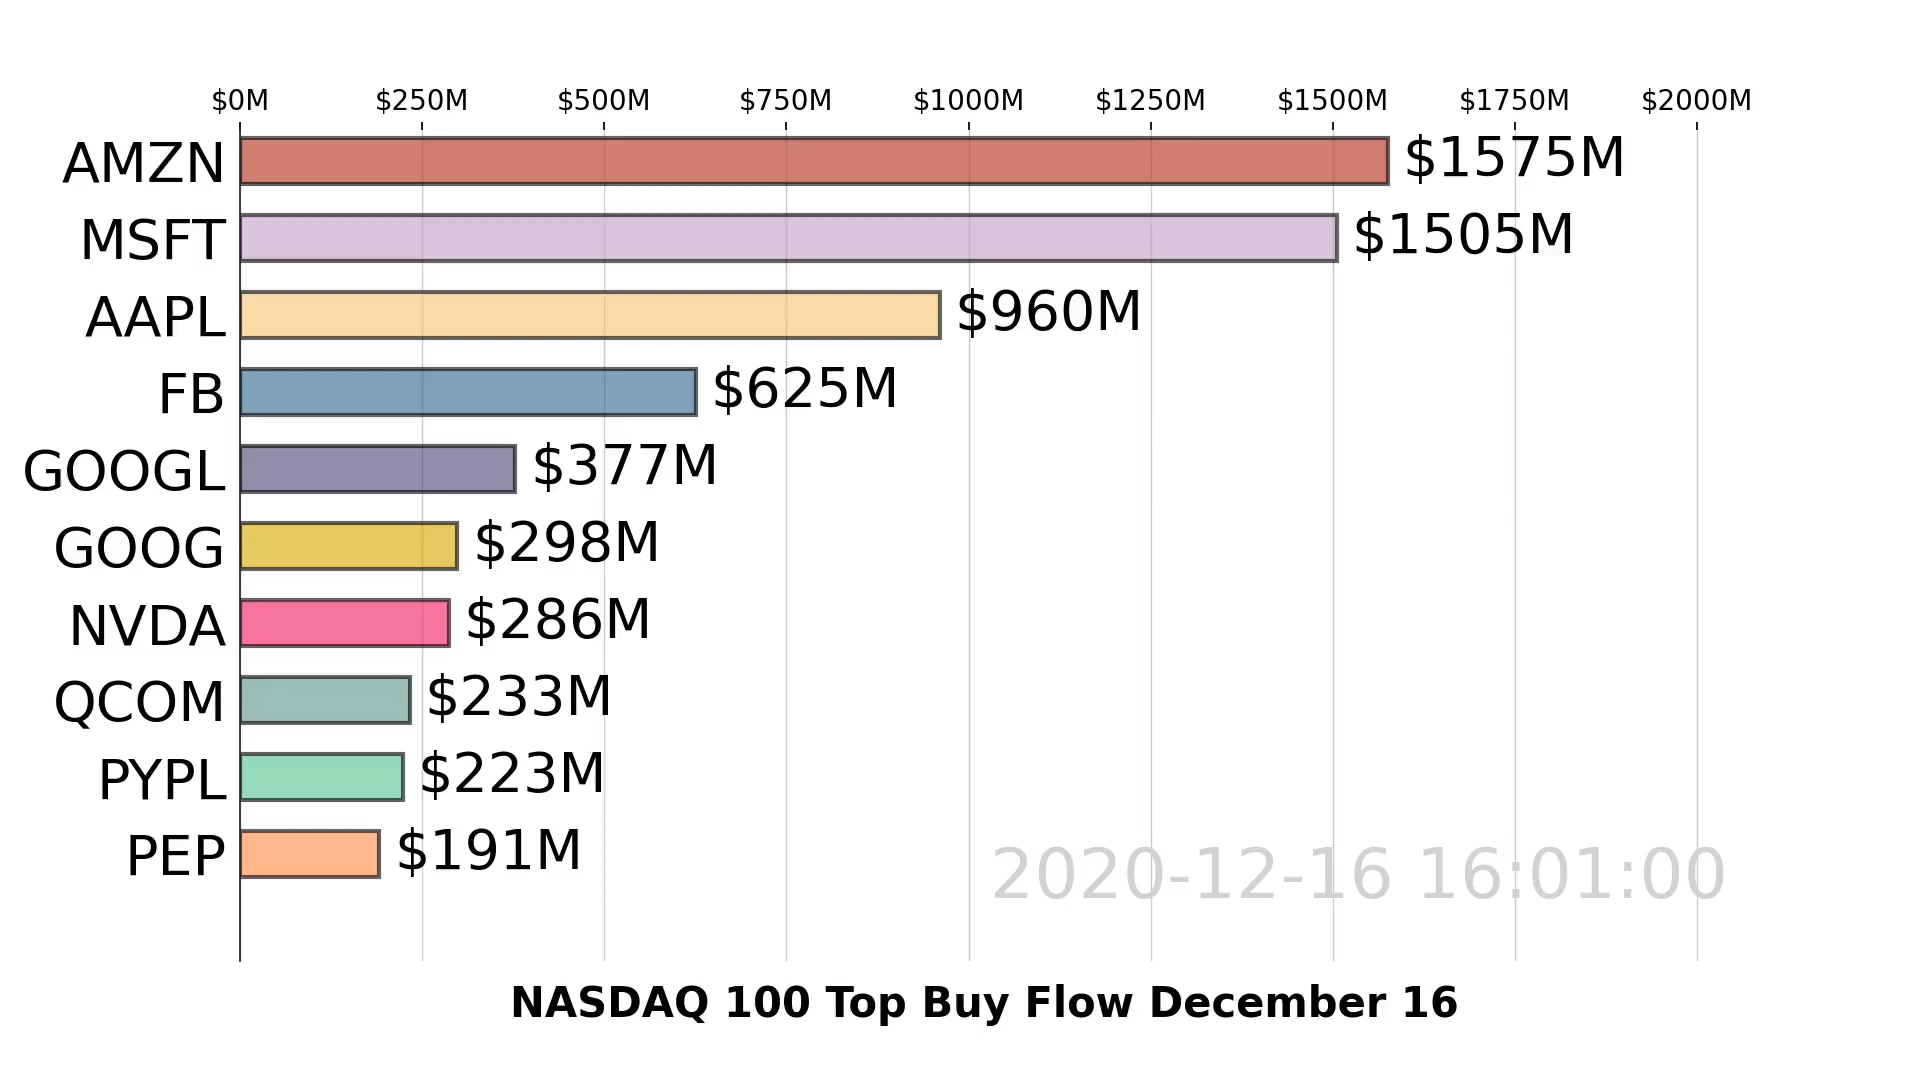 $0M $250M $500M $750M $1000M $1250M $1500M $1750M $2000M
AMZN $1575M
MSFT $1505M
AAPL $960M
FB $625M
GOOGL $377M
GOOG $298M
NVDA $286M
QCOM $233M
PYPL $223M
PEP $191M
2020-12-16 16:01:00
NASDAQ 100 Top Buy Flow December 16